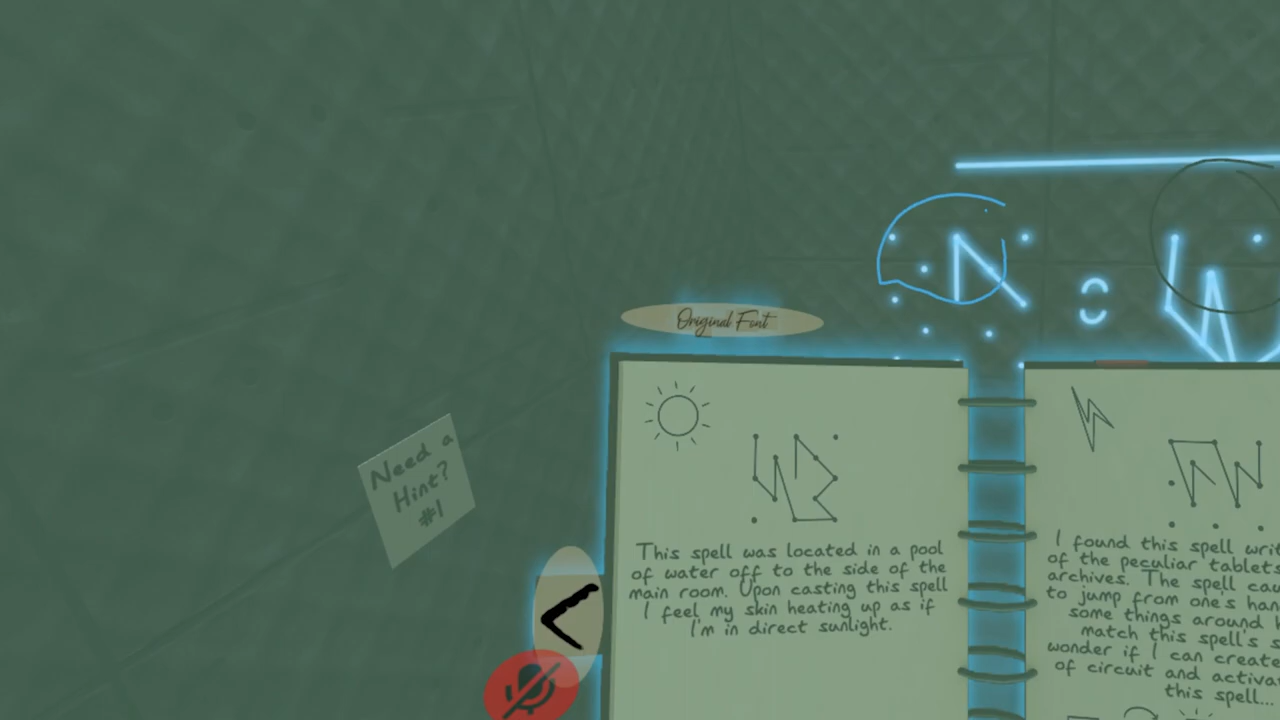 Original Font
Need a
Hint?
#1
This spell was located in a pool
of water off to the side of the
main room. Upon casting this spell
I feel my skin heating up as if
I'm in direct sunlight.
I found this spell
of the peculiar tablets
archives. The spell
to jump from one's
some things around
match this spell's
wonder if I can create
of circuit and
this spell...